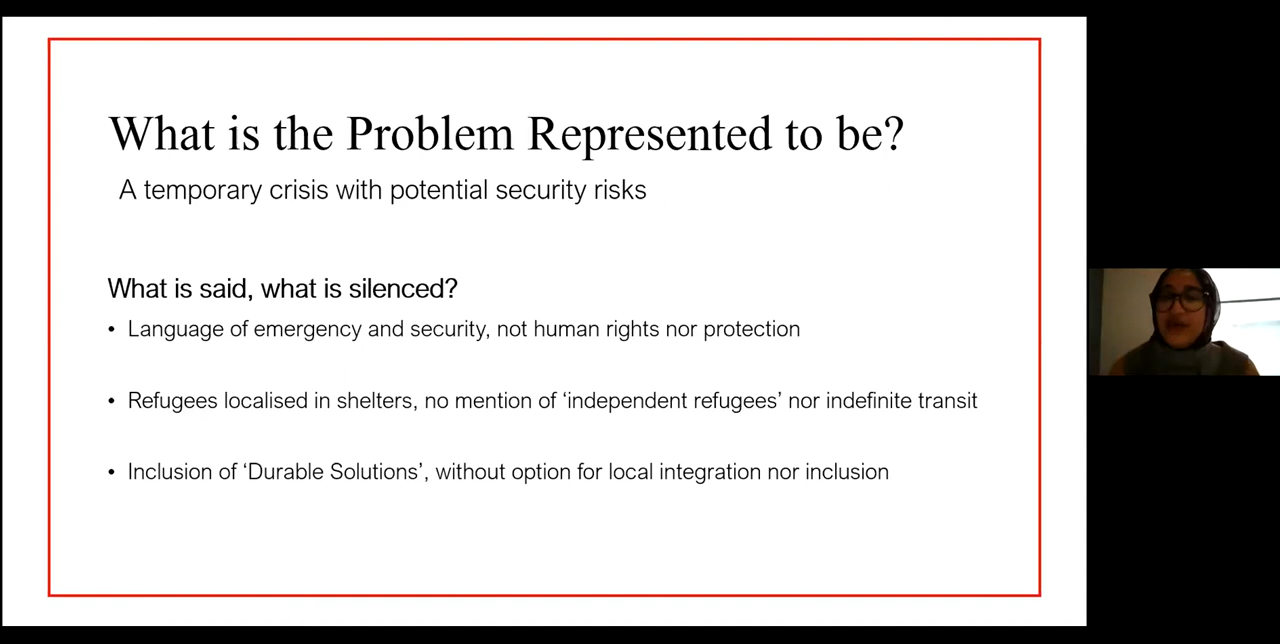 What is the Problem Represented to be?
A temporary crisis with potential security risks
What is said, what is silenced?
• Language of emergency and security, not human rights nor protection
• Refugees localised in shelters, no mention of ‘independent refugees’ nor indefinite transit
• Inclusion of ‘Durable Solutions’, without option for local integration nor inclusion